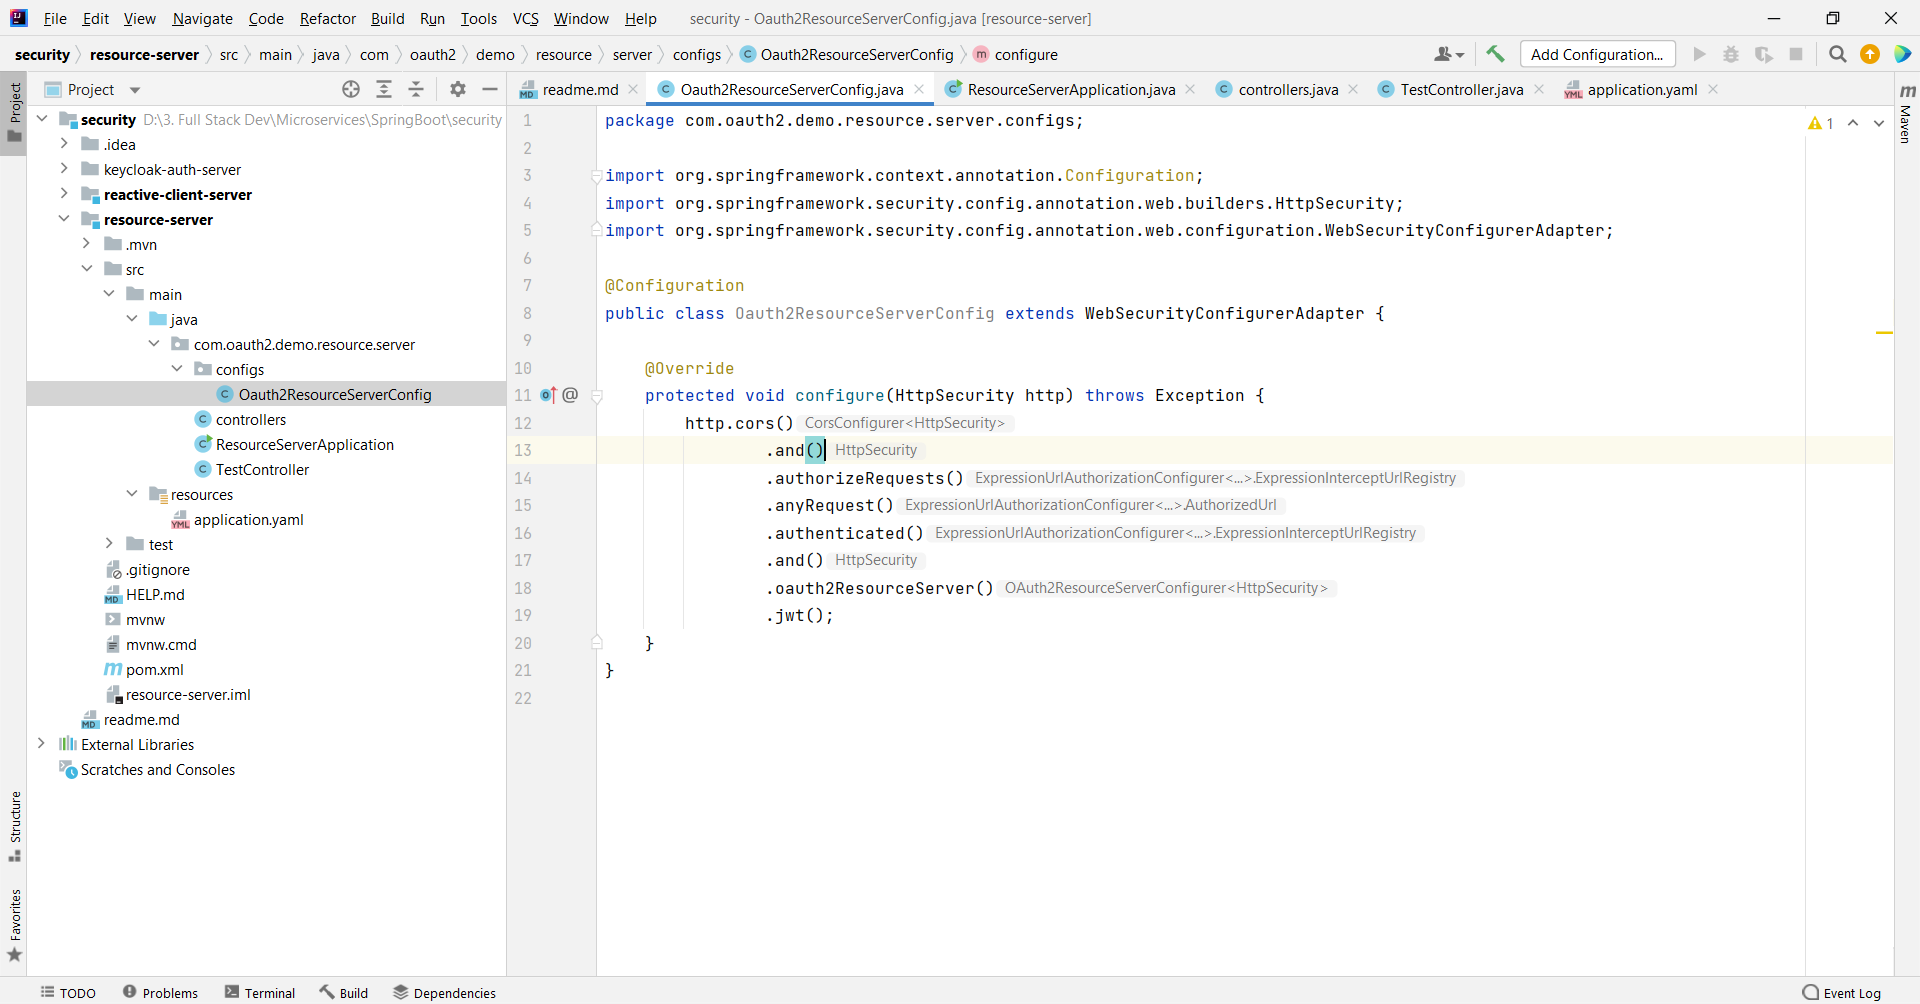 File Edit View Navigate Code Refactor Build Run Tools VCS Window Help security - Oauth2ResourceServerConfig.java [resource-server]
security resource-server src main java com oauth2 demo resource server configs Oauth2ResourceServerConfig configure Add Configuration...
Project
readme.md Oauth2ResourceServerConfig.java ResourceServerApplication.java controllers.java TestController.java application.yaml
Project
Structure
Favorites
Maven
security D:\3. Full Stack Dev\Microservices\SpringBoot\security
.idea
keycloak-auth-server
reactive-client-server
resource-server
.mvn
src
main
java
com.oauth2.demo.resource.server
configs
Oauth2ResourceServerConfig
controllers
ResourceServerApplication
TestController
resources
application.yaml
test
.gitignore
HELP.md
mvnw
mvnw.cmd
pom.xml
resource-server.iml
readme.md
External Libraries
Scratches and Consoles
1 package com.oauth2.demo.resource.server.configs;
2
3 import org.springframework.context.annotation.Configuration;
4 import org.springframework.security.config.annotation.web.builders.HttpSecurity;
5 import org.springframework.security.config.annotation.web.configuration.WebSecurityConfigurerAdapter;
6
7 @Configuration
8 public class Oauth2ResourceServerConfig extends WebSecurityConfigurerAdapter {
9
10 @Override
11 protected void configure(HttpSecurity http) throws Exception {
12 http.cors() CorsConfigurer<HttpSecurity>
13 .and() HttpSecurity
14 .authorizeRequests() ExpressionUrlAuthorizationConfigurer<...>.ExpressionInterceptUrlRegistry
15 .anyRequest() ExpressionUrlAuthorizationConfigurer<...>.AuthorizedUrl
16 .authenticated() ExpressionUrlAuthorizationConfigurer<...>.ExpressionInterceptUrlRegistry
17 .and() HttpSecurity
18 .oauth2ResourceServer() OAuth2ResourceServerConfigurer<HttpSecurity>
19 .jwt();
20 }
21 }
22
1
TODO Problems Terminal Build Dependencies Event Log